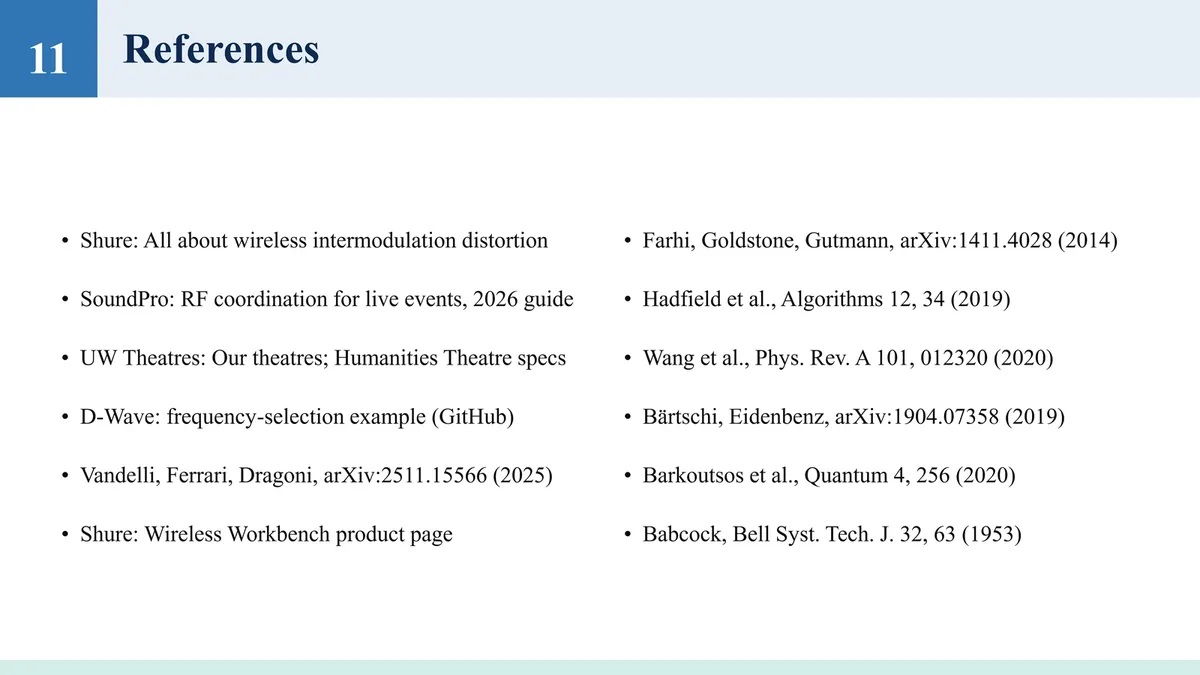 11
References
• Shure: All about wireless intermodulation distortion
• SoundPro: RF coordination for live events, 2026 guide
• UW Theatres: Our theatres; Humanities Theatre specs
• D-Wave: frequency-selection example (GitHub)
• Vandelli, Ferrari, Dragoni, arXiv:2511.15566 (2025)
• Shure: Wireless Workbench product page
• Farhi, Goldstone, Gutmann, arXiv:1411.4028 (2014)
• Hadfield et al., Algorithms 12, 34 (2019)
• Wang et al., Phys. Rev. A 101, 012320 (2020)
• Bärtschi, Eidenbenz, arXiv:1904.07358 (2019)
• Barkoutsos et al., Quantum 4, 256 (2020)
• Babcock, Bell Syst. Tech. J. 32, 63 (1953)